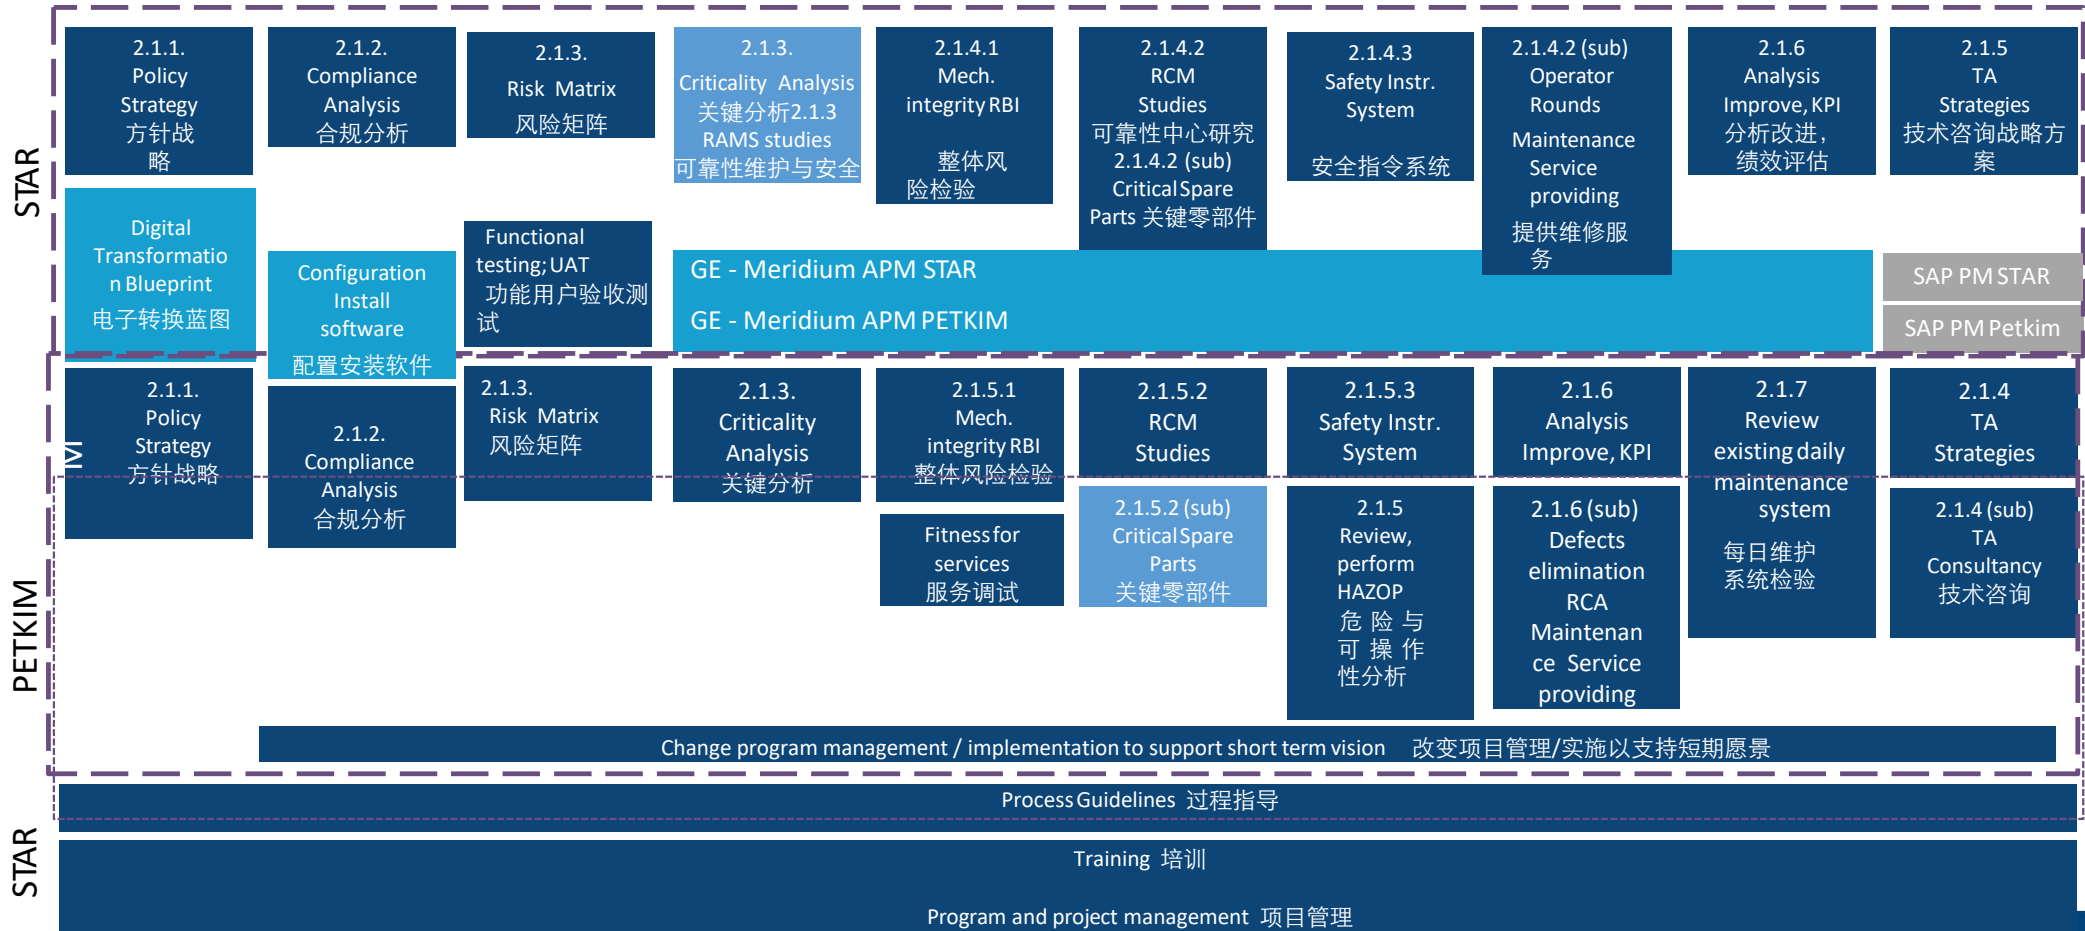 STAR
2.1.1.
Policy
Strategy
方针战
略
2.1.2.
Compliance
Analysis
合规分析
2.1.3.
Risk Matrix
风险矩阵
2.1.3.
Criticality Analysis
关键分析2.1.3
RAMS studies
可靠性维护与安全
2.1.4.1
Mech.
integrity RBI
整体风
险检验
2.1.4.2
RCM
Studies
可靠性中心研究
2.1.4.2 (sub)
Critical Spare
Parts 关键零部件
2.1.4.3
Safety Instr.
System
安全指令系统
2.1.4.2 (sub)
Operator
Rounds
Maintenance
Service
providing
提供维修服
务
2.1.6
Analysis
Improve, KPI
分析改进，
绩效评估
2.1.5
TA
Strategies
技术咨询战略方
案
Digital
Transformatio
n Blueprint
电子转换蓝图
Configuration
Install
software
配置安装软件
Functional
testing; UAT
功能用户验收测
试
GE - Meridium APM STAR
GE - Meridium APM PETKIM
SAP PM STAR
SAP PM Petkim
PETKIM
M
2.1.1.
Policy
Strategy
方针战略
2.1.2.
Compliance
Analysis
合规分析
2.1.3.
Risk Matrix
风险矩阵
2.1.3.
Criticality
Analysis
关键分析
2.1.5.1
Mech.
integrity RBI
整体风险检验
Fitness for
services
服务调试
2.1.5.2
RCM
Studies
2.1.5.2 (sub)
Critical Spare
Parts
关键零部件
2.1.5.3
Safety Instr.
System
2.1.5
Review,
perform
HAZOP
危 险 与
可 操 作
性分析
2.1.6
Analysis
Improve, KPI
2.1.6 (sub)
Defects
elimination
RCA
Maintenan
ce Service
providing
2.1.7
Review
existing daily
maintenance
system
每日维护
系统检验
2.1.4
TA
Strategies
2.1.4 (sub)
TA
Consultancy
技术咨询
Change program management / implementation to support short term vision 改变项目管理/实施以支持短期愿景
STAR
Process Guidelines 过程指导
Training 培训
Program and project management 项目管理